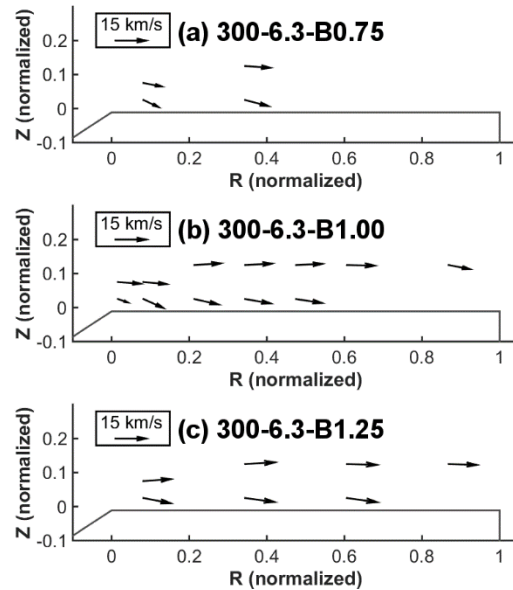 15 km/s
(a) 300-6.3-B0.75
Z (normalized)
0.2
0.1
0
-0.1
0 0.2 0.4 0.6 0.8 1
R (normalized)
15 km/s
(b) 300-6.3-B1.00
Z (normalized)
0.2
0.1
0
-0.1
0 0.2 0.4 0.6 0.8 1
R (normalized)
15 km/s
(c) 300-6.3-B1.25
Z (normalized)
0.2
0.1
0
-0.1
0 0.2 0.4 0.6 0.8 1
R (normalized)